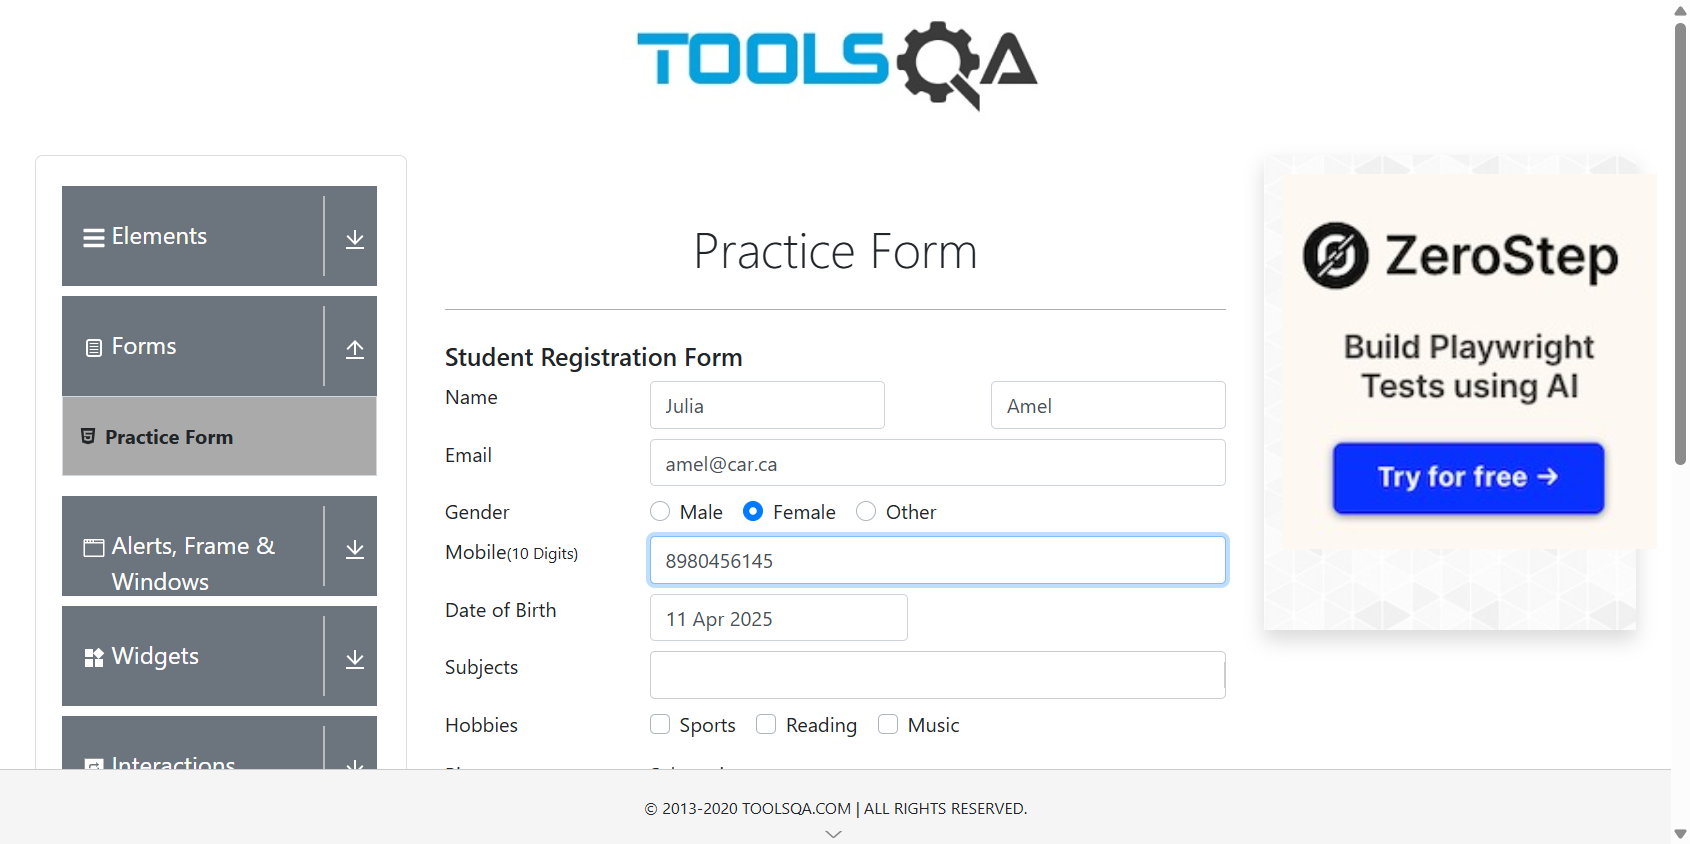 TOOLSQA
Elements
Forms
Practice Form
Alerts, Frame &
Windows
Widgets
Interactions
Practice Form
Student Registration Form
Name
Julia
Amel
Email
amel@car.ca
Gender
Male
Female
Other
Mobile(10 Digits)
8980456145
Date of Birth
11 Apr 2025
Subjects
Hobbies
Sports
Reading
Music
ZeroStep
Build Playwright
Tests using AI
Try for free →
© 2013-2020 TOOLSQA.COM | ALL RIGHTS RESERVED.